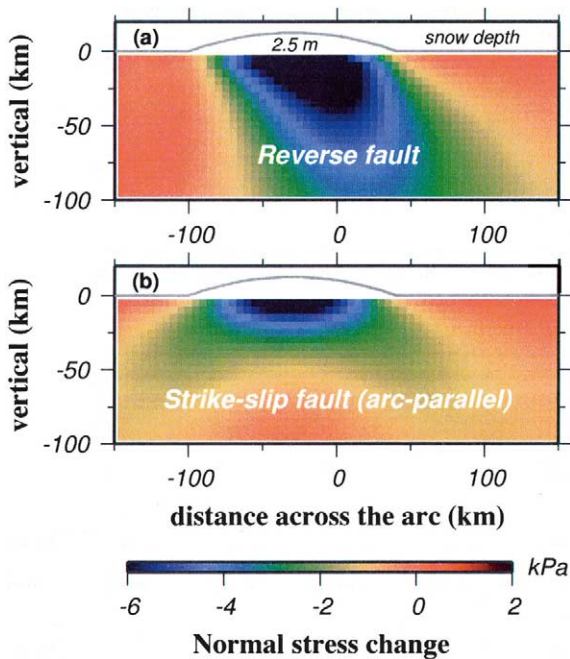 (a)
2.5 m
snow depth
vertical (km)
0
-50
-100
Reverse fault
-100
0
100
(b)
vertical (km)
0
-50
-100
Strike-slip fault (arc-parallel)
-100
0
100
distance across the arc (km)
kPa
-6
-4
-2
0
2
Normal stress change